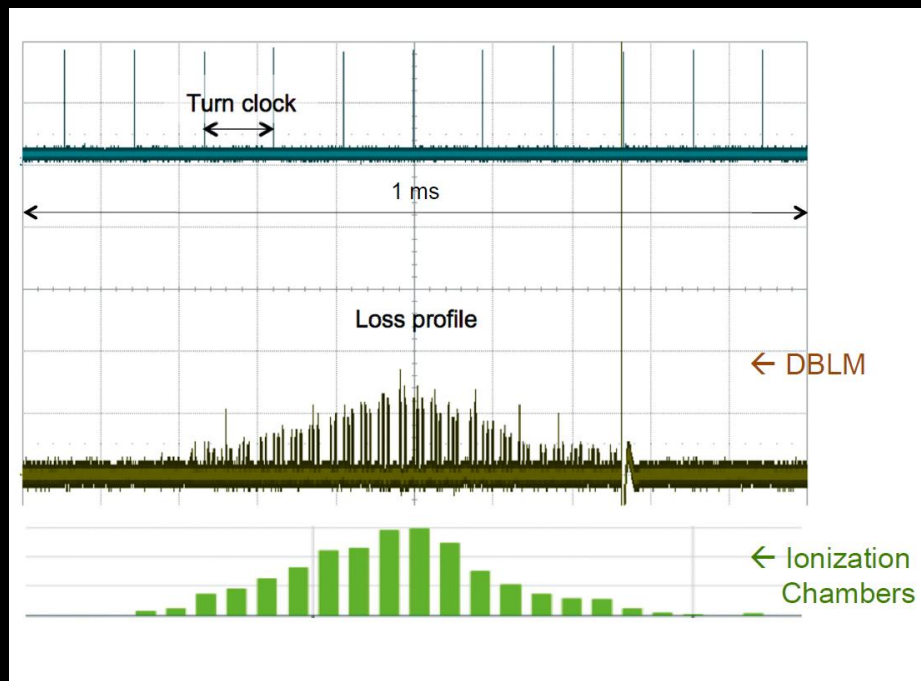 Turn clock
1 ms
Loss profile
← DBLM
← Ionization
Chambers